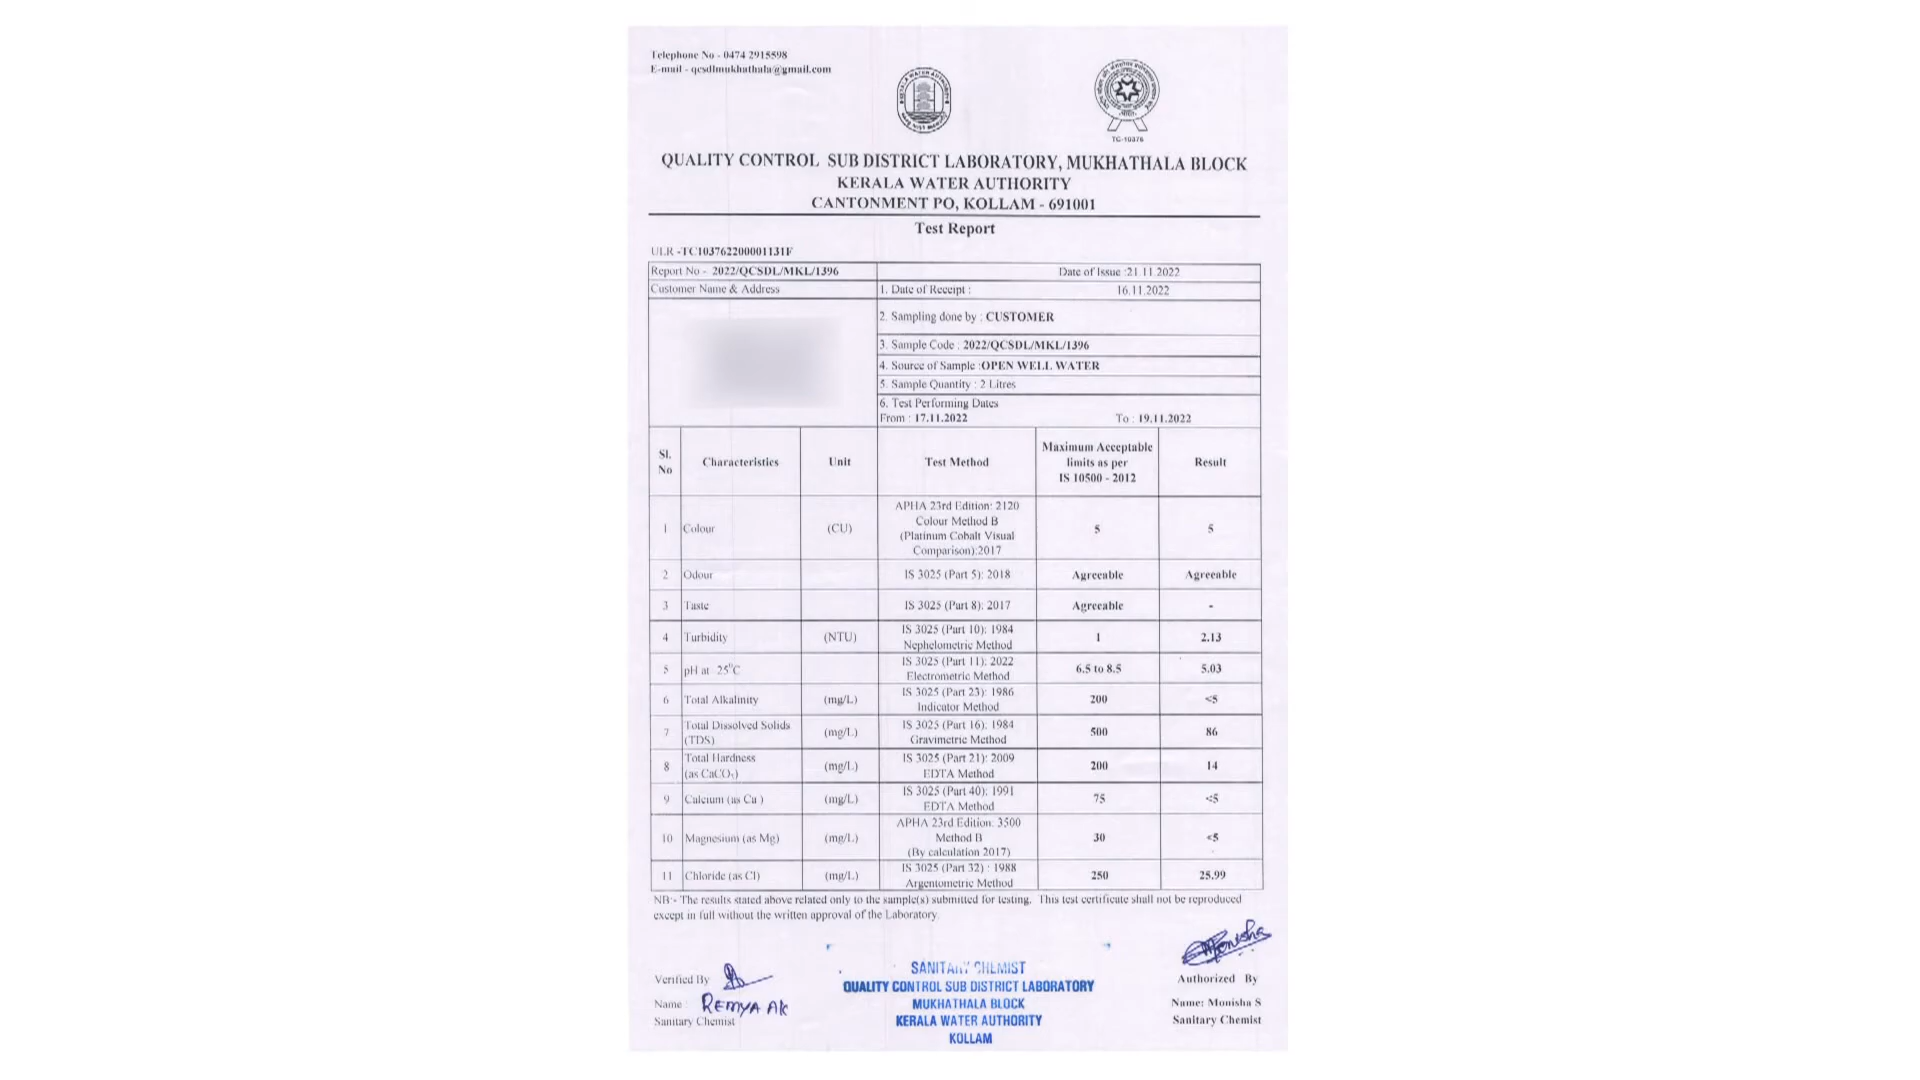 Telephone No - 0474 2915598
E-mail - qcsdlmukhathala@gmail.com
TC-10376
QUALITY CONTROL SUB DISTRICT LABORATORY, MUKHATHALA BLOCK
KERALA WATER AUTHORITY
CANTONMENT PO, KOLLAM - 691001
Test Report
ULR -TC103762200001131F
Report No - 2022/QCSDL/MKL/1396 Date of Issue :21.11.2022
Customer Name & Address 1. Date of Receipt : 16.11.2022
2. Sampling done by : CUSTOMER
3. Sample Code : 2022/QCSDL/MKL/1396
4. Source of Sample :OPEN WELL WATER
5. Sample Quantity : 2 Litres
6. Test Performing Dates
From : 17.11.2022 To : 19.11.2022
Sl. No Characteristics Unit Test Method Maximum Acceptable limits as per IS 10500 - 2012 Result
1 Colour (CU) APHA 23rd Edition: 2120 Colour Method B (Platinum Cobalt Visual Comparison):2017 5 5
2 Odour IS 3025 (Part 5): 2018 Agreeable Agreeable
3 Taste IS 3025 (Part 8): 2017 Agreeable -
4 Turbidity (NTU) IS 3025 (Part 10): 1984 Nephelometric Method 1 2.13
5 pH at 25°C IS 3025 (Part 11): 2022 Electrometric Method 6.5 to 8.5 5.03
6 Total Alkalinity (mg/L) IS 3025 (Part 23): 1986 Indicator Method 200 <5
7 Total Dissolved Solids (TDS) (mg/L) IS 3025 (Part 16): 1984 Gravimetric Method 500 86
8 Total Hardness (as CaCO₃) (mg/L) IS 3025 (Part 21): 2009 EDTA Method 200 14
9 Calcium (as Ca ) (mg/L) IS 3025 (Part 40): 1991 EDTA Method 75 <5
10 Magnesium (as Mg) (mg/L) APHA 23rd Edition: 3500 Method B (By calculation 2017) 30 <5
11 Chloride (as Cl) (mg/L) IS 3025 (Part 32) : 1988 Argentometric Method 250 25.99
NB:- The results stated above related only to the sample(s) submitted for testing. This test certificate shall not be reproduced
except in full without the written approval of the Laboratory.
Monisha
SANITARY CHEMIST
QUALITY CONTROL SUB DISTRICT LABORATORY
MUKHATHALA BLOCK
KERALA WATER AUTHORITY
KOLLAM
Verified By
Name : REMYA AK
Sanitary Chemist
Authorized By
Name: Monisha S
Sanitary Chemist